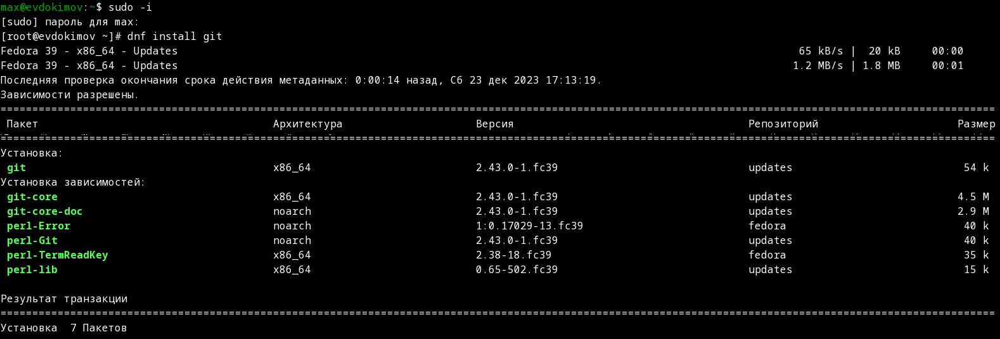 max@evdokimov:~$ sudo -i
[sudo] пароль для max:
[root@evdokimov ~]# dnf install git
Fedora 39 - x86_64 - Updates 65 kB/s | 20 kB 00:00
Fedora 39 - x86_64 - Updates 1.2 MB/s | 1.8 MB 00:01
Последняя проверка окончания срока действия метаданных: 0:00:14 назад, Сб 23 дек 2023 17:13:19.
Зависимости разрешены.
Пакет Архитектура Версия Репозиторий Размер
Установка:
git x86_64 2.43.0-1.fc39 updates 54 k
Установка зависимостей:
git-core x86_64 2.43.0-1.fc39 updates 4.5 M
git-core-doc noarch 2.43.0-1.fc39 updates 2.9 M
perl-Error noarch 1:0.17029-13.fc39 fedora 40 k
perl-Git noarch 2.43.0-1.fc39 updates 40 k
perl-TermReadKey x86_64 2.38-18.fc39 fedora 35 k
perl-lib x86_64 0.65-502.fc39 updates 15 k
Результат транзакции
Установка 7 Пакетов